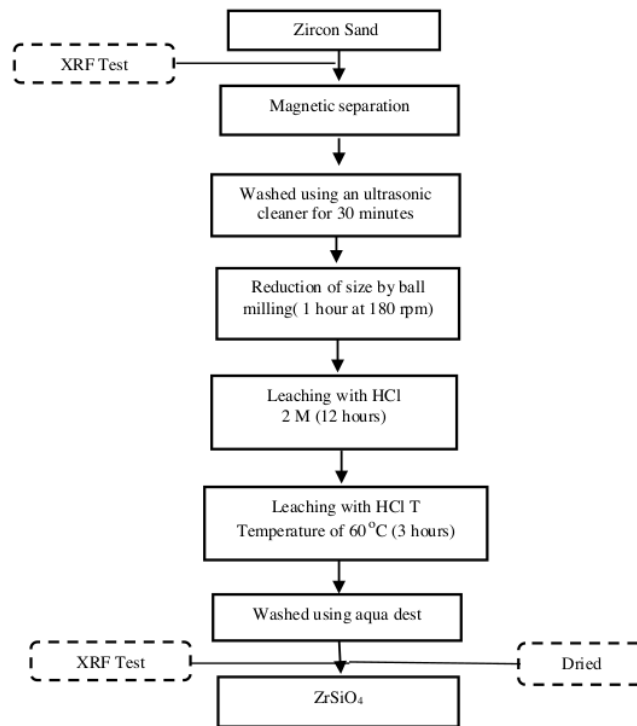 Zircon Sand
XRF Test
Magnetic separation
Washed using an ultrasonic
cleaner for 30 minutes
Reduction of size by ball
milling( 1 hour at 180 rpm)
Leaching with HCl
2 M (12 hours)
Leaching with HCl T
Temperature of 60°C (3 hours)
Washed using aqua dest
XRF Test
Dried
ZrSiO₄